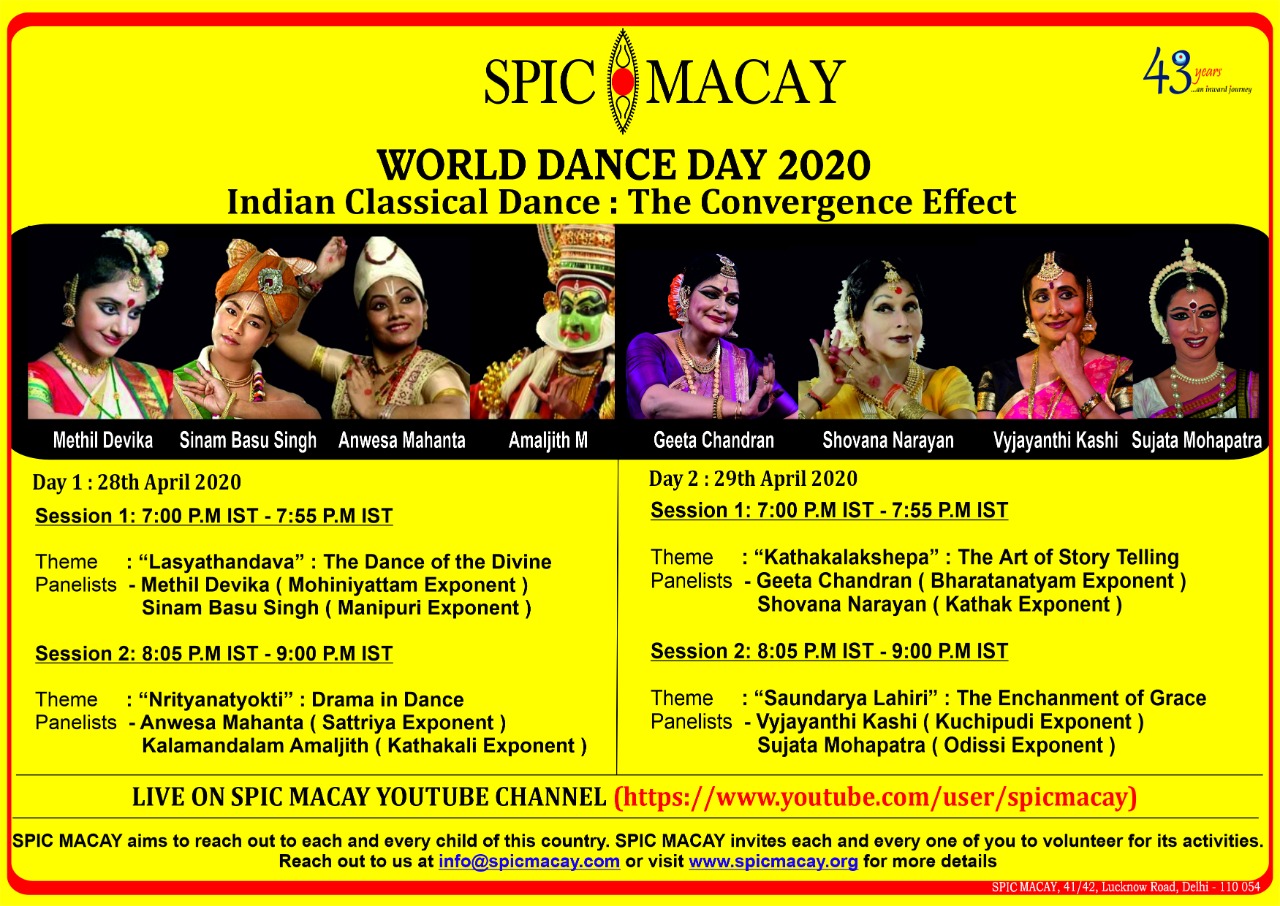 SPIC MACAY
43 years
...an inward Journey
WORLD DANCE DAY 2020
Indian Classical Dance : The Convergence Effect
Methil Devika
Sinam Basu Singh
Anwesa Mahanta
Amaljith M
Geeta Chandran
Shovana Narayan
Vyjayanthi Kashi
Sujata Mohapatra
Day 1 : 28th April 2020
Session 1: 7:00 P.M IST - 7:55 P.M IST
Theme : “Lasyathandava” : The Dance of the Divine
Panelists - Methil Devika ( Mohiniyattam Exponent )
Sinam Basu Singh ( Manipuri Exponent )
Session 2: 8:05 P.M IST - 9:00 P.M IST
Theme : “Nrityanatyokti” : Drama in Dance
Panelists - Anwesa Mahanta ( Sattriya Exponent )
Kalamandalam Amaljith ( Kathakali Exponent )
Day 2 : 29th April 2020
Session 1: 7:00 P.M IST - 7:55 P.M IST
Theme : “Kathakalakshepa” : The Art of Story Telling
Panelists - Geeta Chandran ( Bharatanatyam Exponent )
Shovana Narayan ( Kathak Exponent )
Session 2: 8:05 P.M IST - 9:00 P.M IST
Theme : “Saundarya Lahiri” : The Enchanment of Grace
Panelists - Vyjayanthi Kashi ( Kuchipudi Exponent )
Sujata Mohapatra ( Odissi Exponent )
LIVE ON SPIC MACAY YOUTUBE CHANNEL (https://www.youtube.com/user/spicmacay)
SPIC MACAY aims to reach out to each and every child of this country. SPIC MACAY invites each and every one of you to volunteer for its activities.
Reach out to us at info@spicmacay.com or visit www.spicmacay.org for more details
SPIC MACAY, 41/42, Lucknow Road, Delhi - 110 054